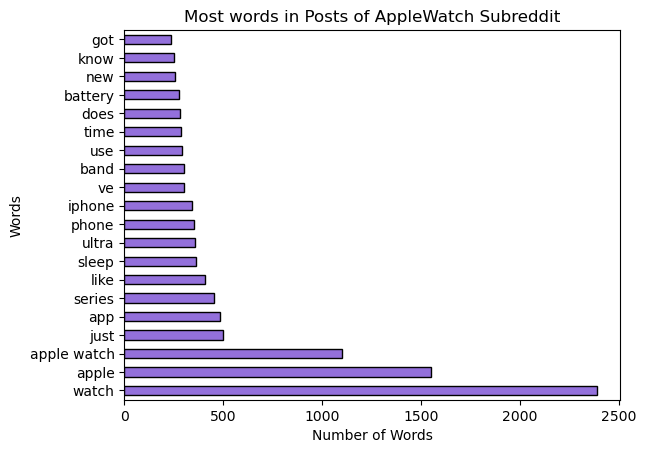 Most words in Posts of AppleWatch Subreddit
got
know
new
battery
does
time
use
band
ve
iphone
phone
ultra
sleep
like
series
app
just
apple watch
apple
watch
Words
0 500 1000 1500 2000 2500
Number of Words